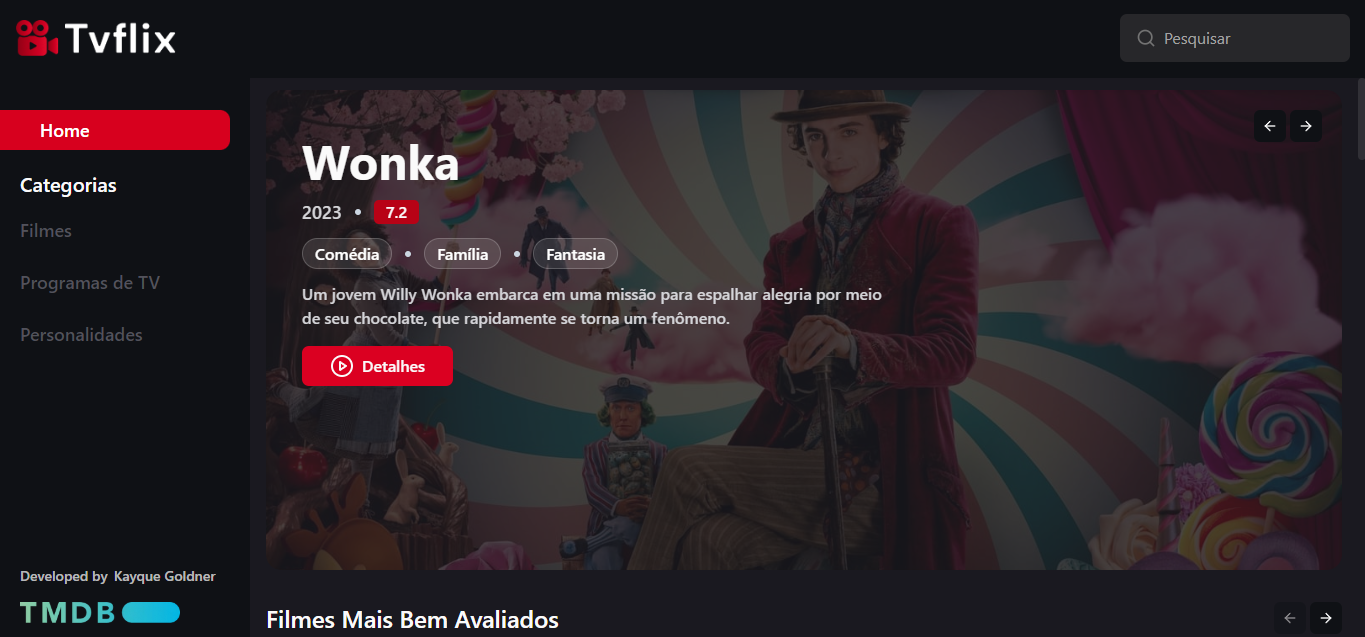 Tvflix
Pesquisar
Home
Categorias
Filmes
Programas de TV
Personalidades
Developed by Kayque Goldner
TMDB
Wonka
2023 • 7.2
Comédia • Família • Fantasia
Um jovem Willy Wonka embarca em uma missão para espalhar alegria por meio
de seu chocolate, que rapidamente se torna um fenômeno.
Detalhes
Filmes Mais Bem Avaliados